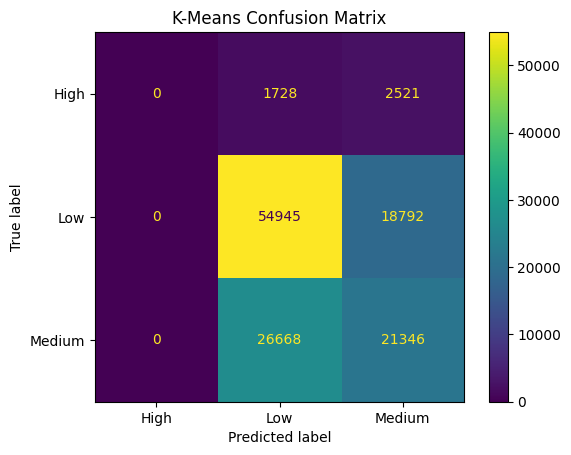 K-Means Confusion Matrix
High
0
1728
2521
Low
0
54945
18792
Medium
0
26668
21346
High
Low
Medium
Predicted label
True label
50000
40000
30000
20000
10000
0